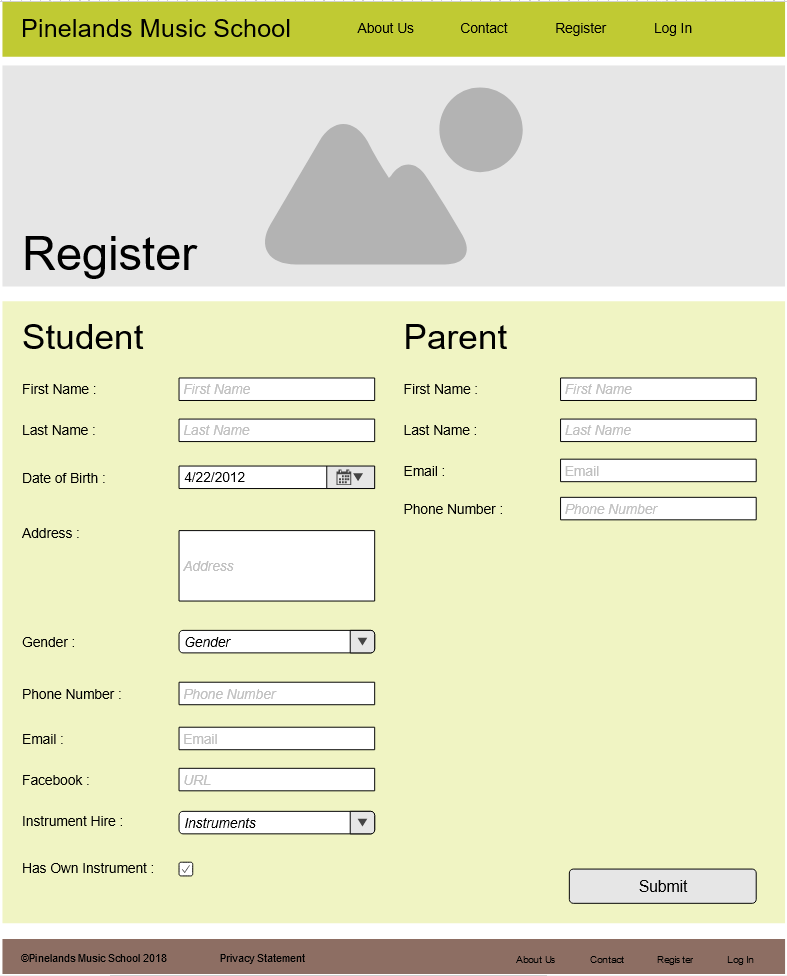 Pinelands Music School About Us Contact Register Log In
Register
Student
First Name : First Name
Last Name : Last Name
Date of Birth : 4/22/2012
Address :
Address
Gender : Gender
Phone Number : Phone Number
Email : Email
Facebook : URL
Instrument Hire : Instruments
Has Own Instrument :
Parent
First Name : First Name
Last Name : Last Name
Email : Email
Phone Number : Phone Number
Submit
©Pinelands Music School 2018 Privacy Statement About Us Contact Register Log In